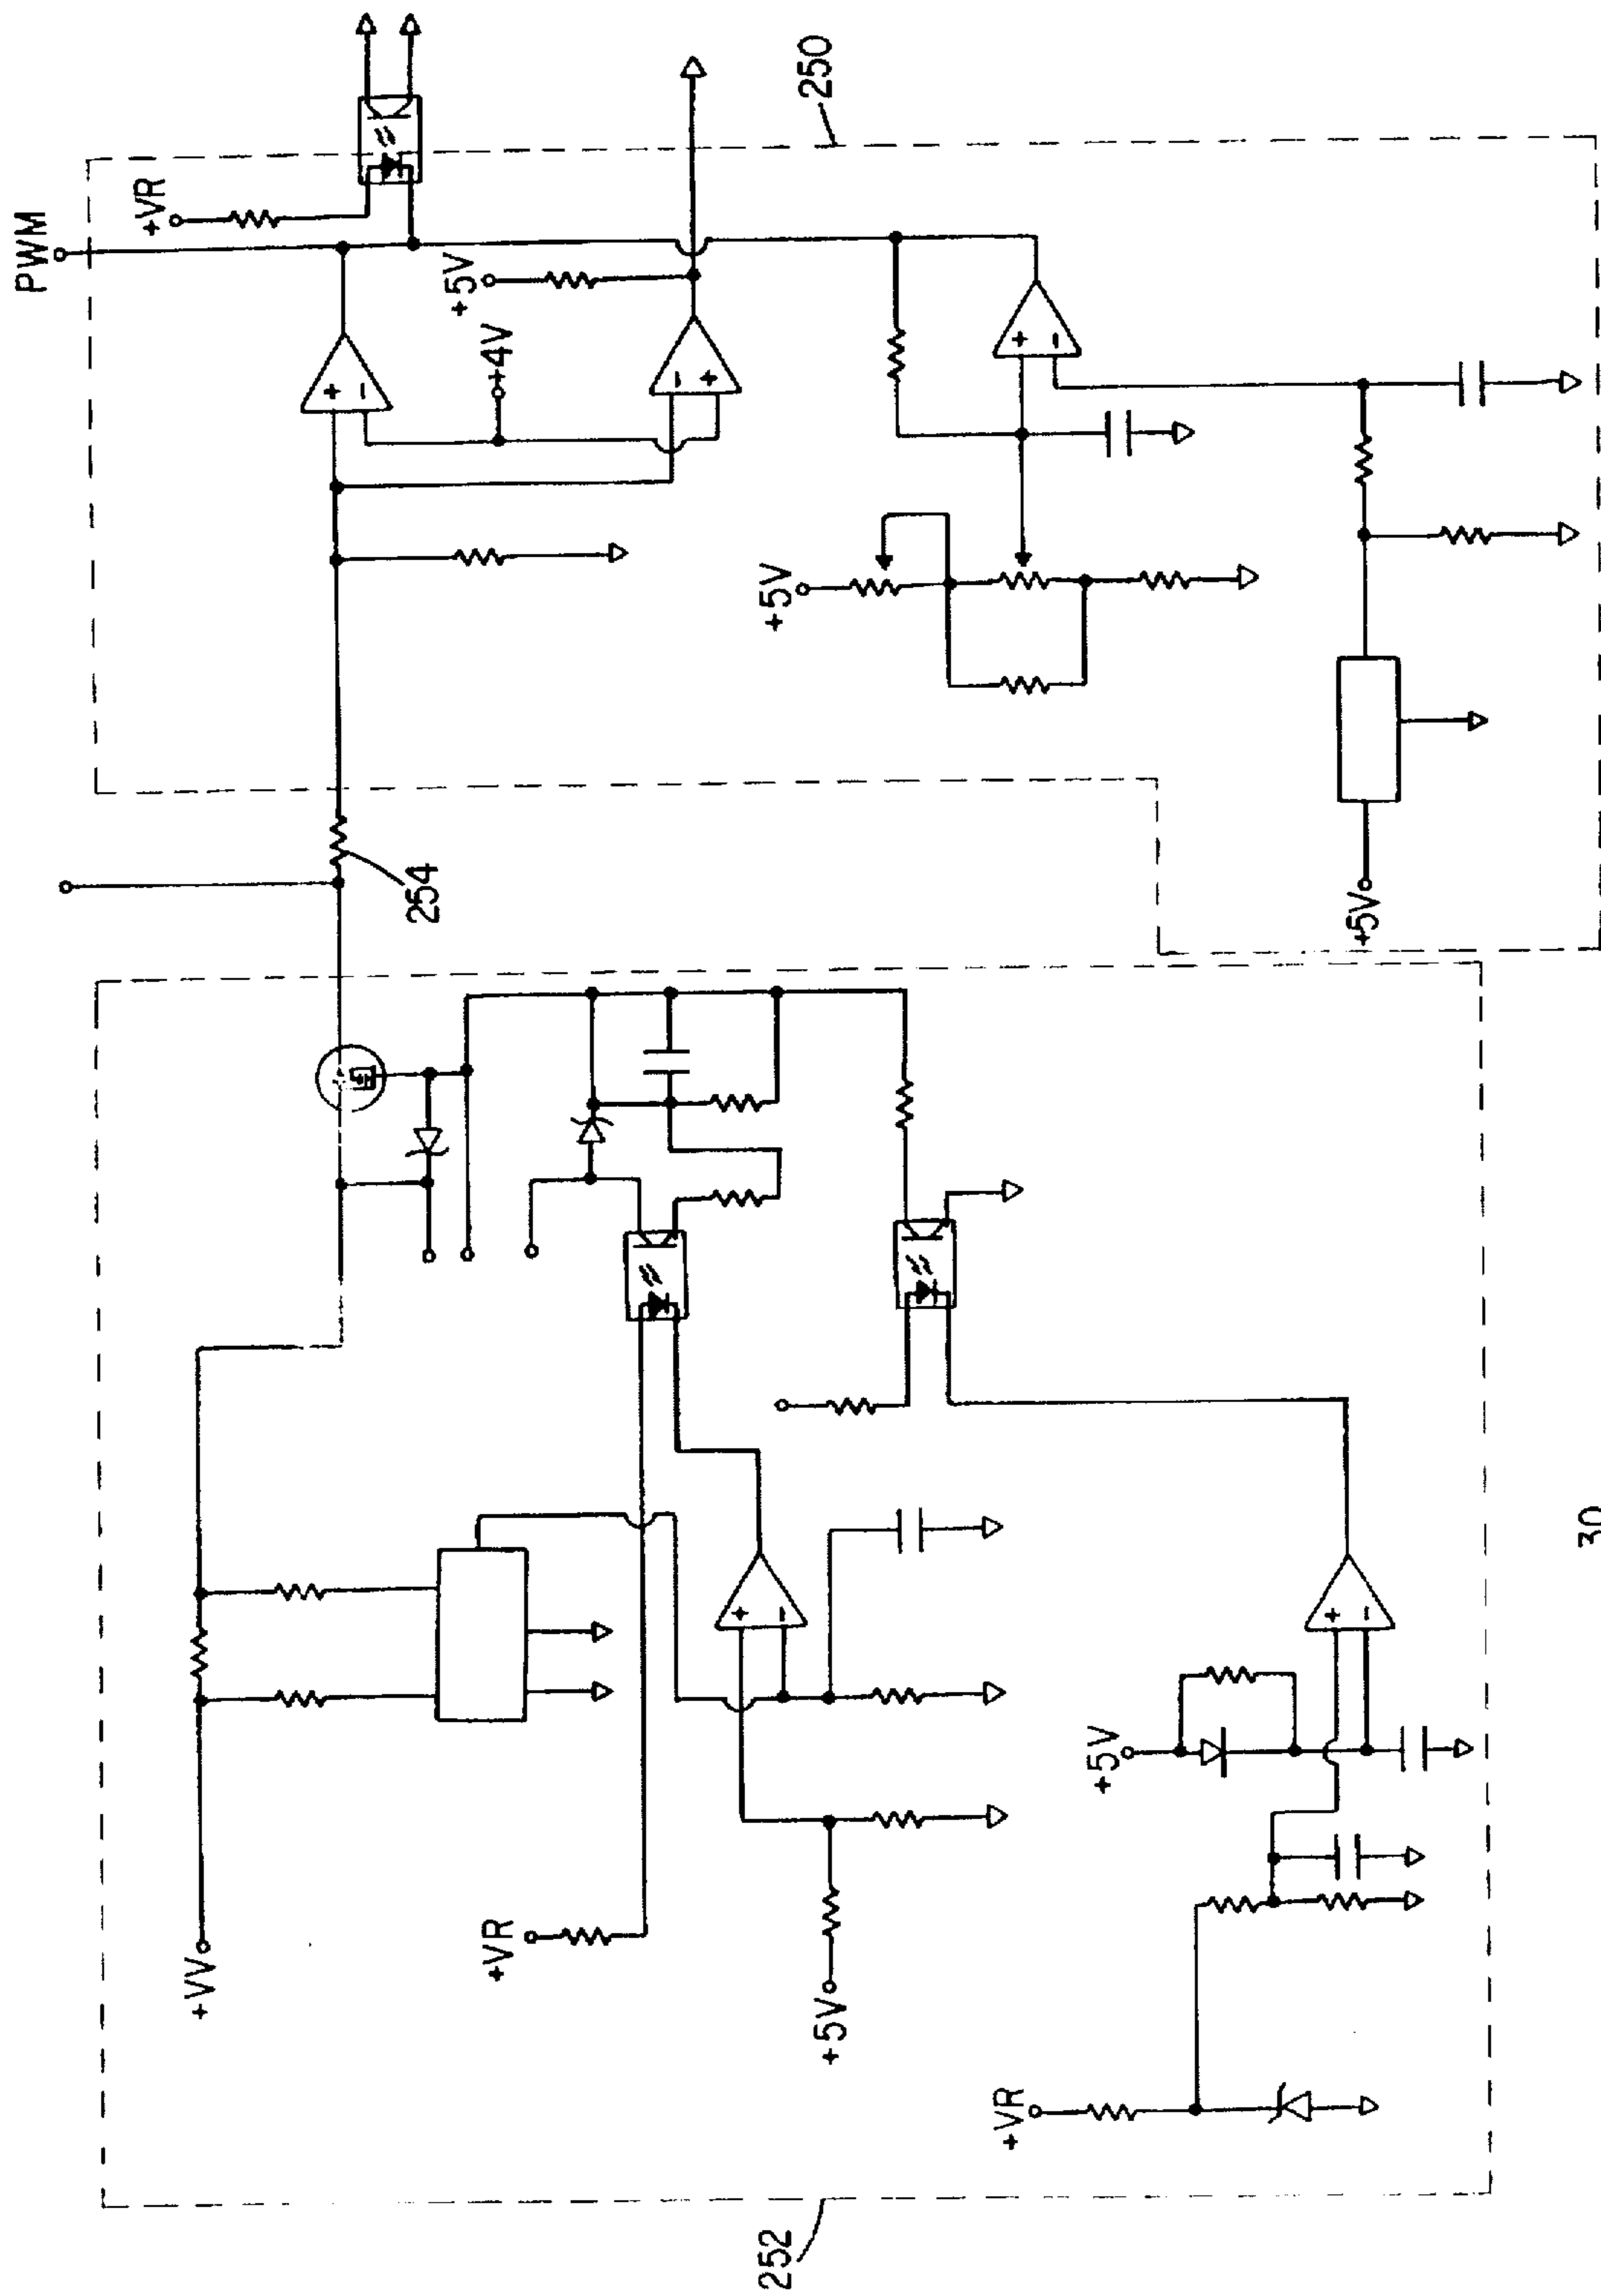 PWM
+VR
250
+5V
+4V
+
−
−
+
+
−
+5V
254
+5V
+VV
+VR
+
−
+5V
+5V
+
−
+VR
252
30